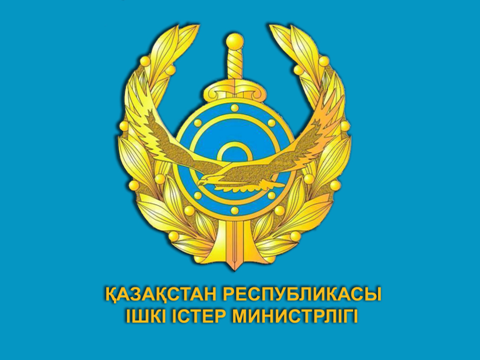 ҚАЗАҚСТАН РЕСПУБЛИКАСЫ
ІШКІ ІСТЕР МИНИСТРЛІГІ